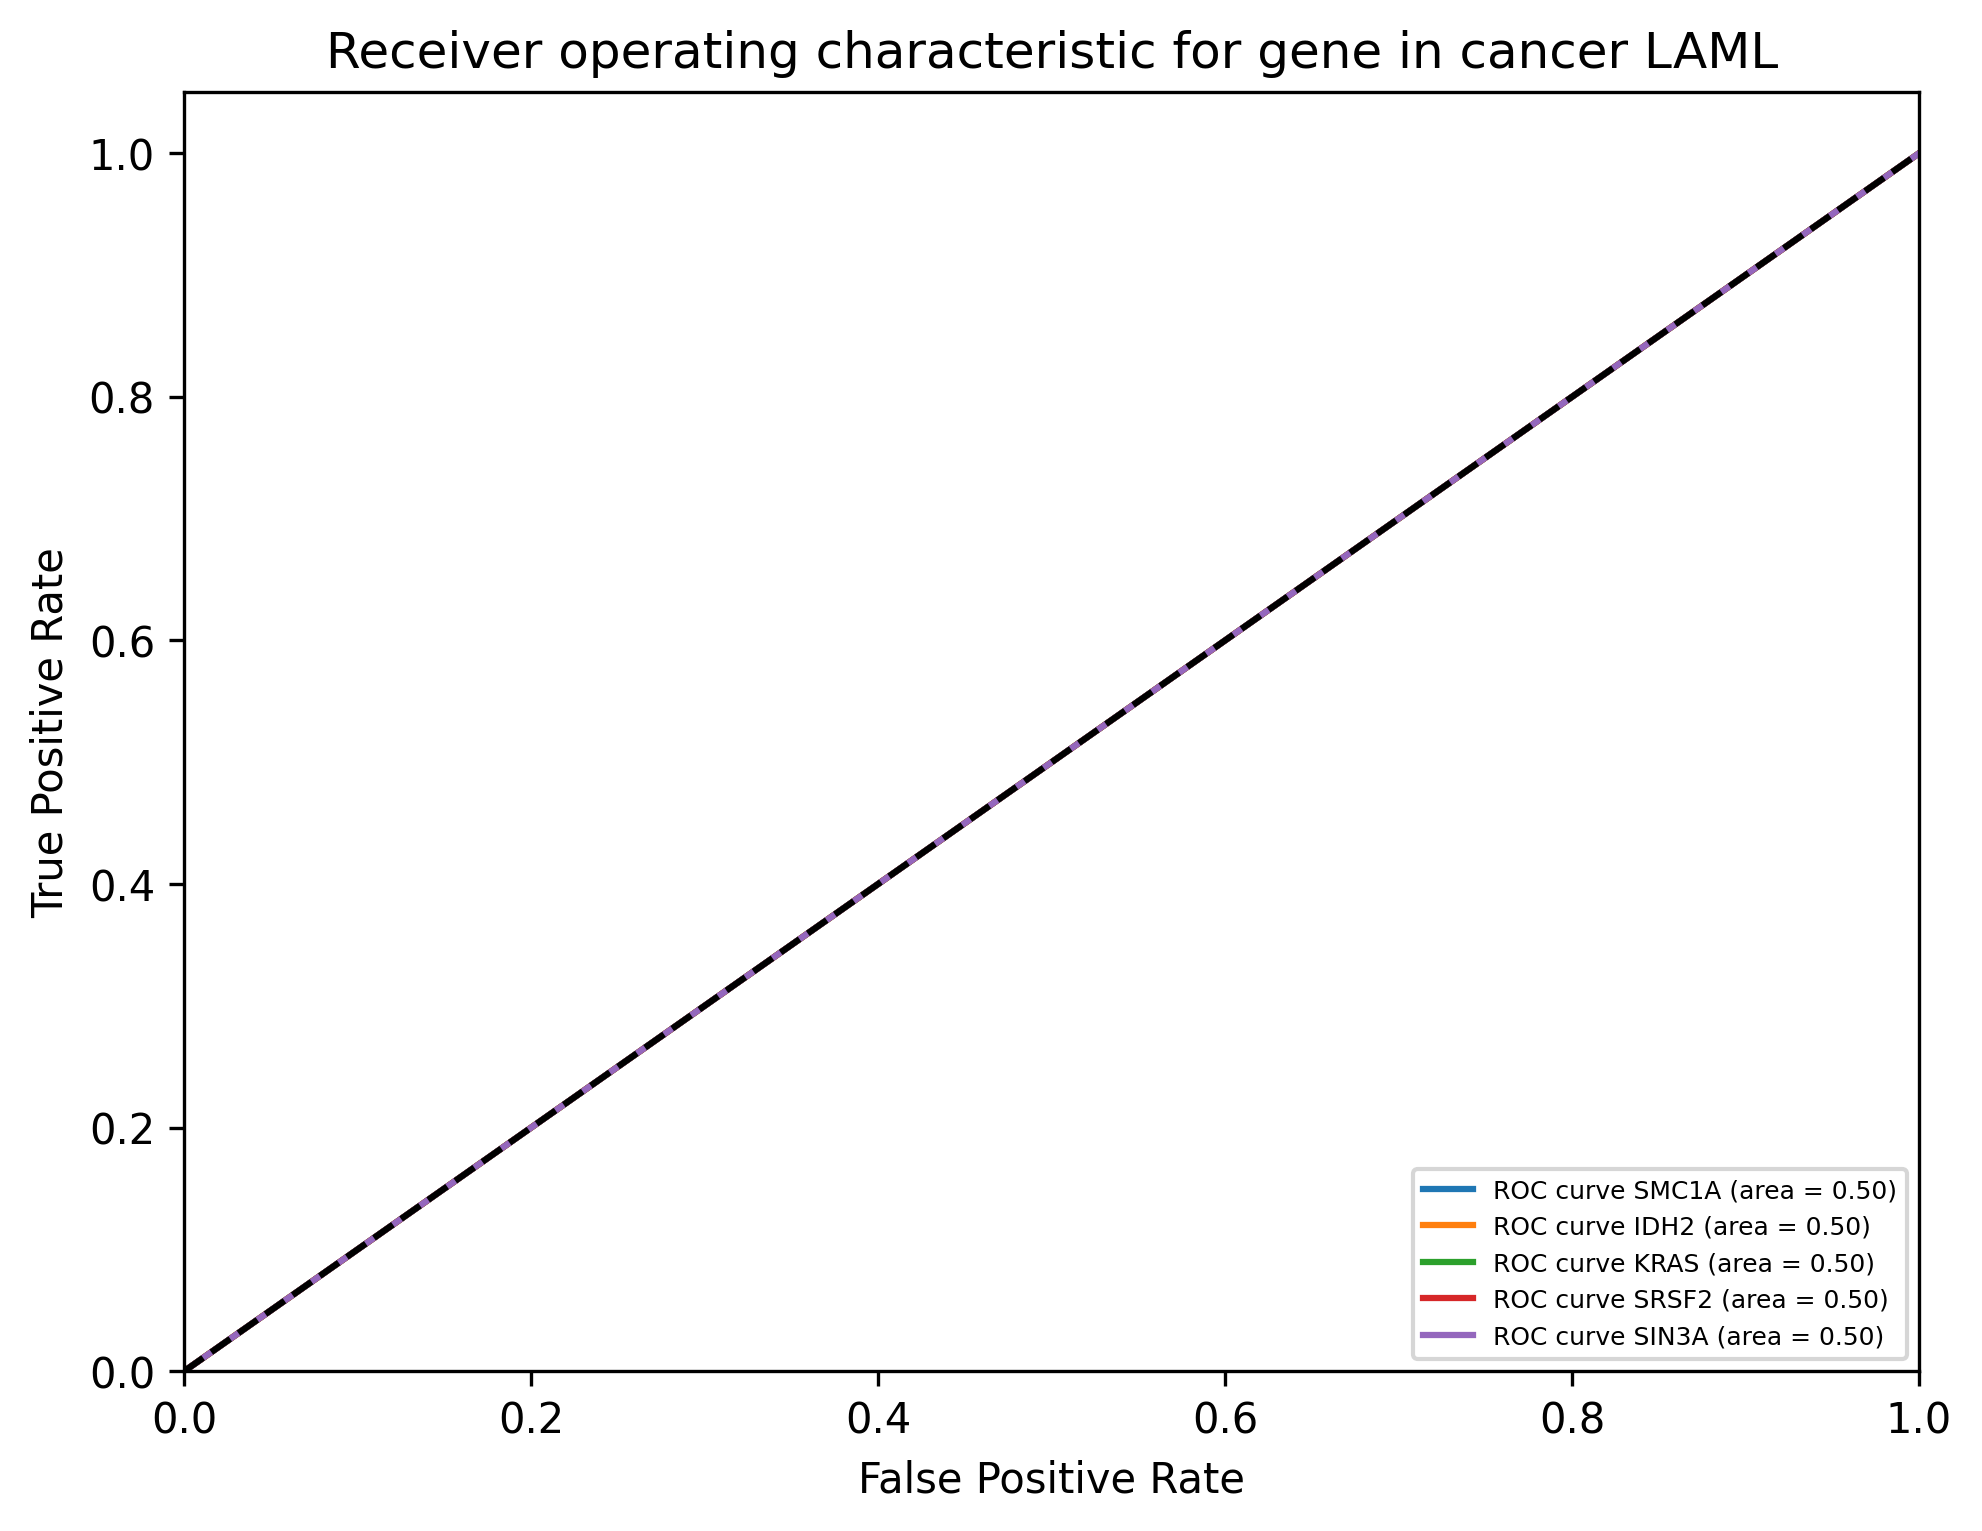 Receiver operating characteristic for gene in cancer LAML
True Positive Rate
1.0
0.8
0.6
0.4
0.2
0.0
ROC curve SMC1A (area = 0.50)
ROC curve IDH2 (area = 0.50)
ROC curve KRAS (area = 0.50)
ROC curve SRSF2 (area = 0.50)
ROC curve SIN3A (area = 0.50)
0.0 0.2 0.4 0.6 0.8 1.0
False Positive Rate